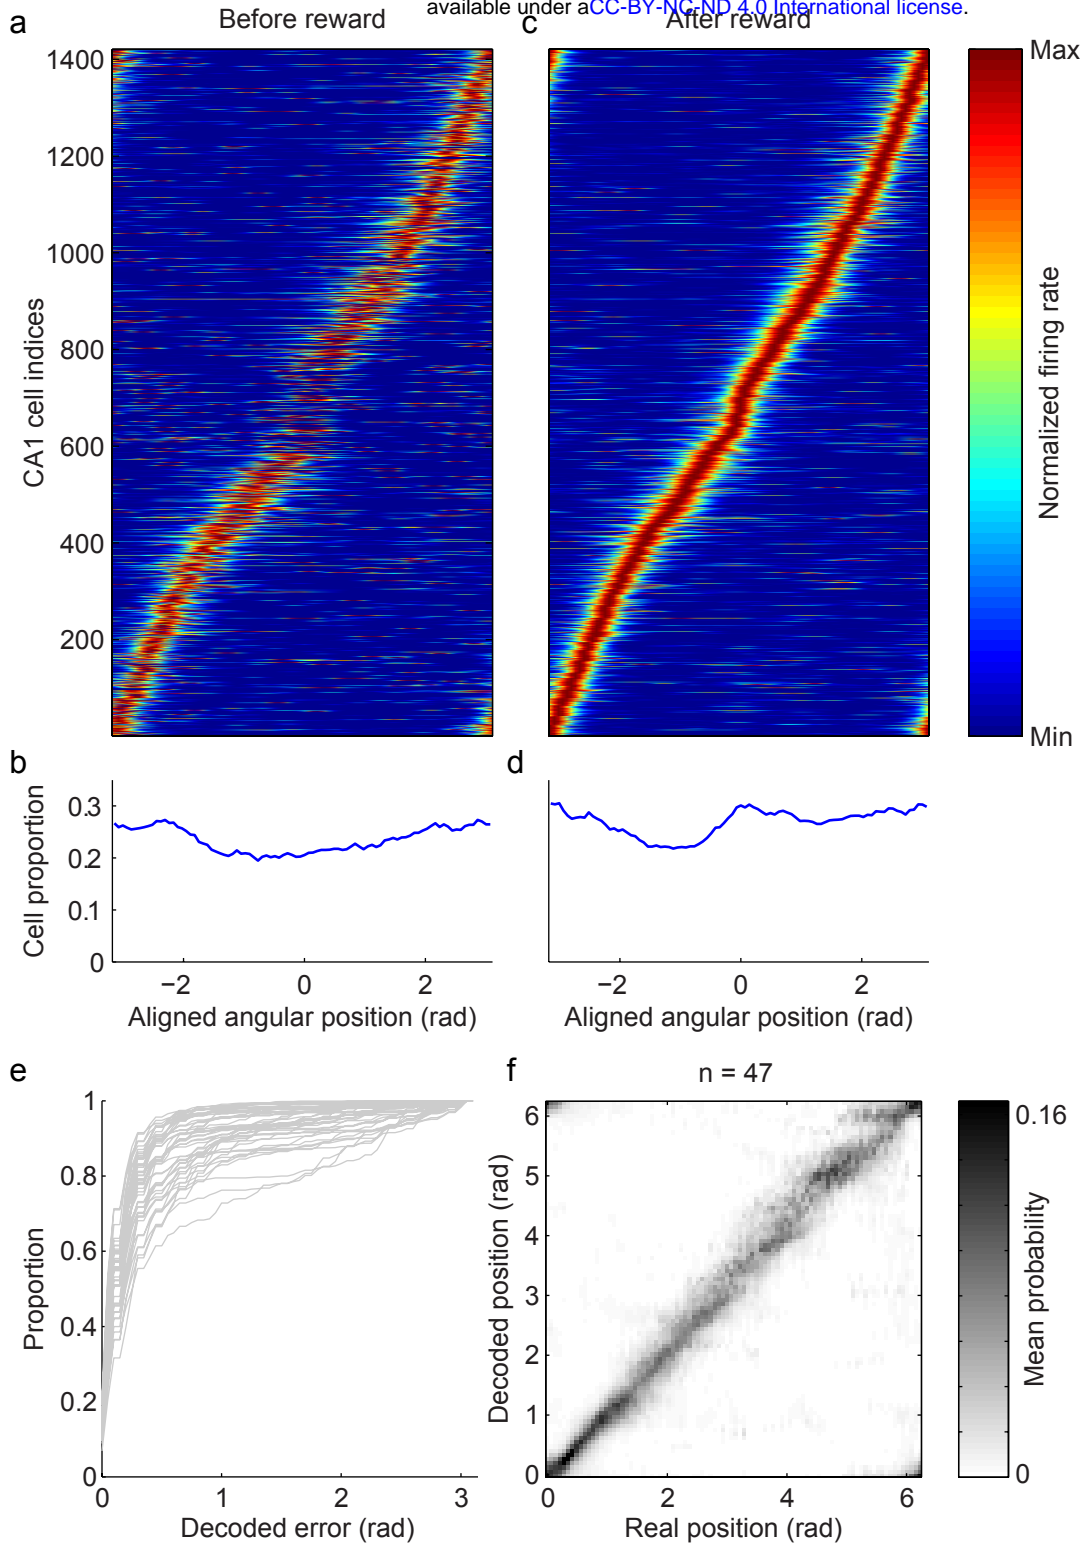 available under aCC-BY-NC-ND 4.0 International license.
a Before reward c After reward
1400
1200
1000
800
600
400
200
CA1 cell indices
Max
Normalized firing rate
Min
b d
0.3
0.2
0.1
0
Cell proportion
−2 0 2 −2 0 2
Aligned angular position (rad) Aligned angular position (rad)
e f n = 47
1
0.8
0.6
0.4
0.2
0
Proportion
0 1 2 3
Decoded error (rad)
6
5
4
3
2
1
0
Decoded position (rad)
0 2 4 6
Real position (rad)
0.16
Mean probability
0